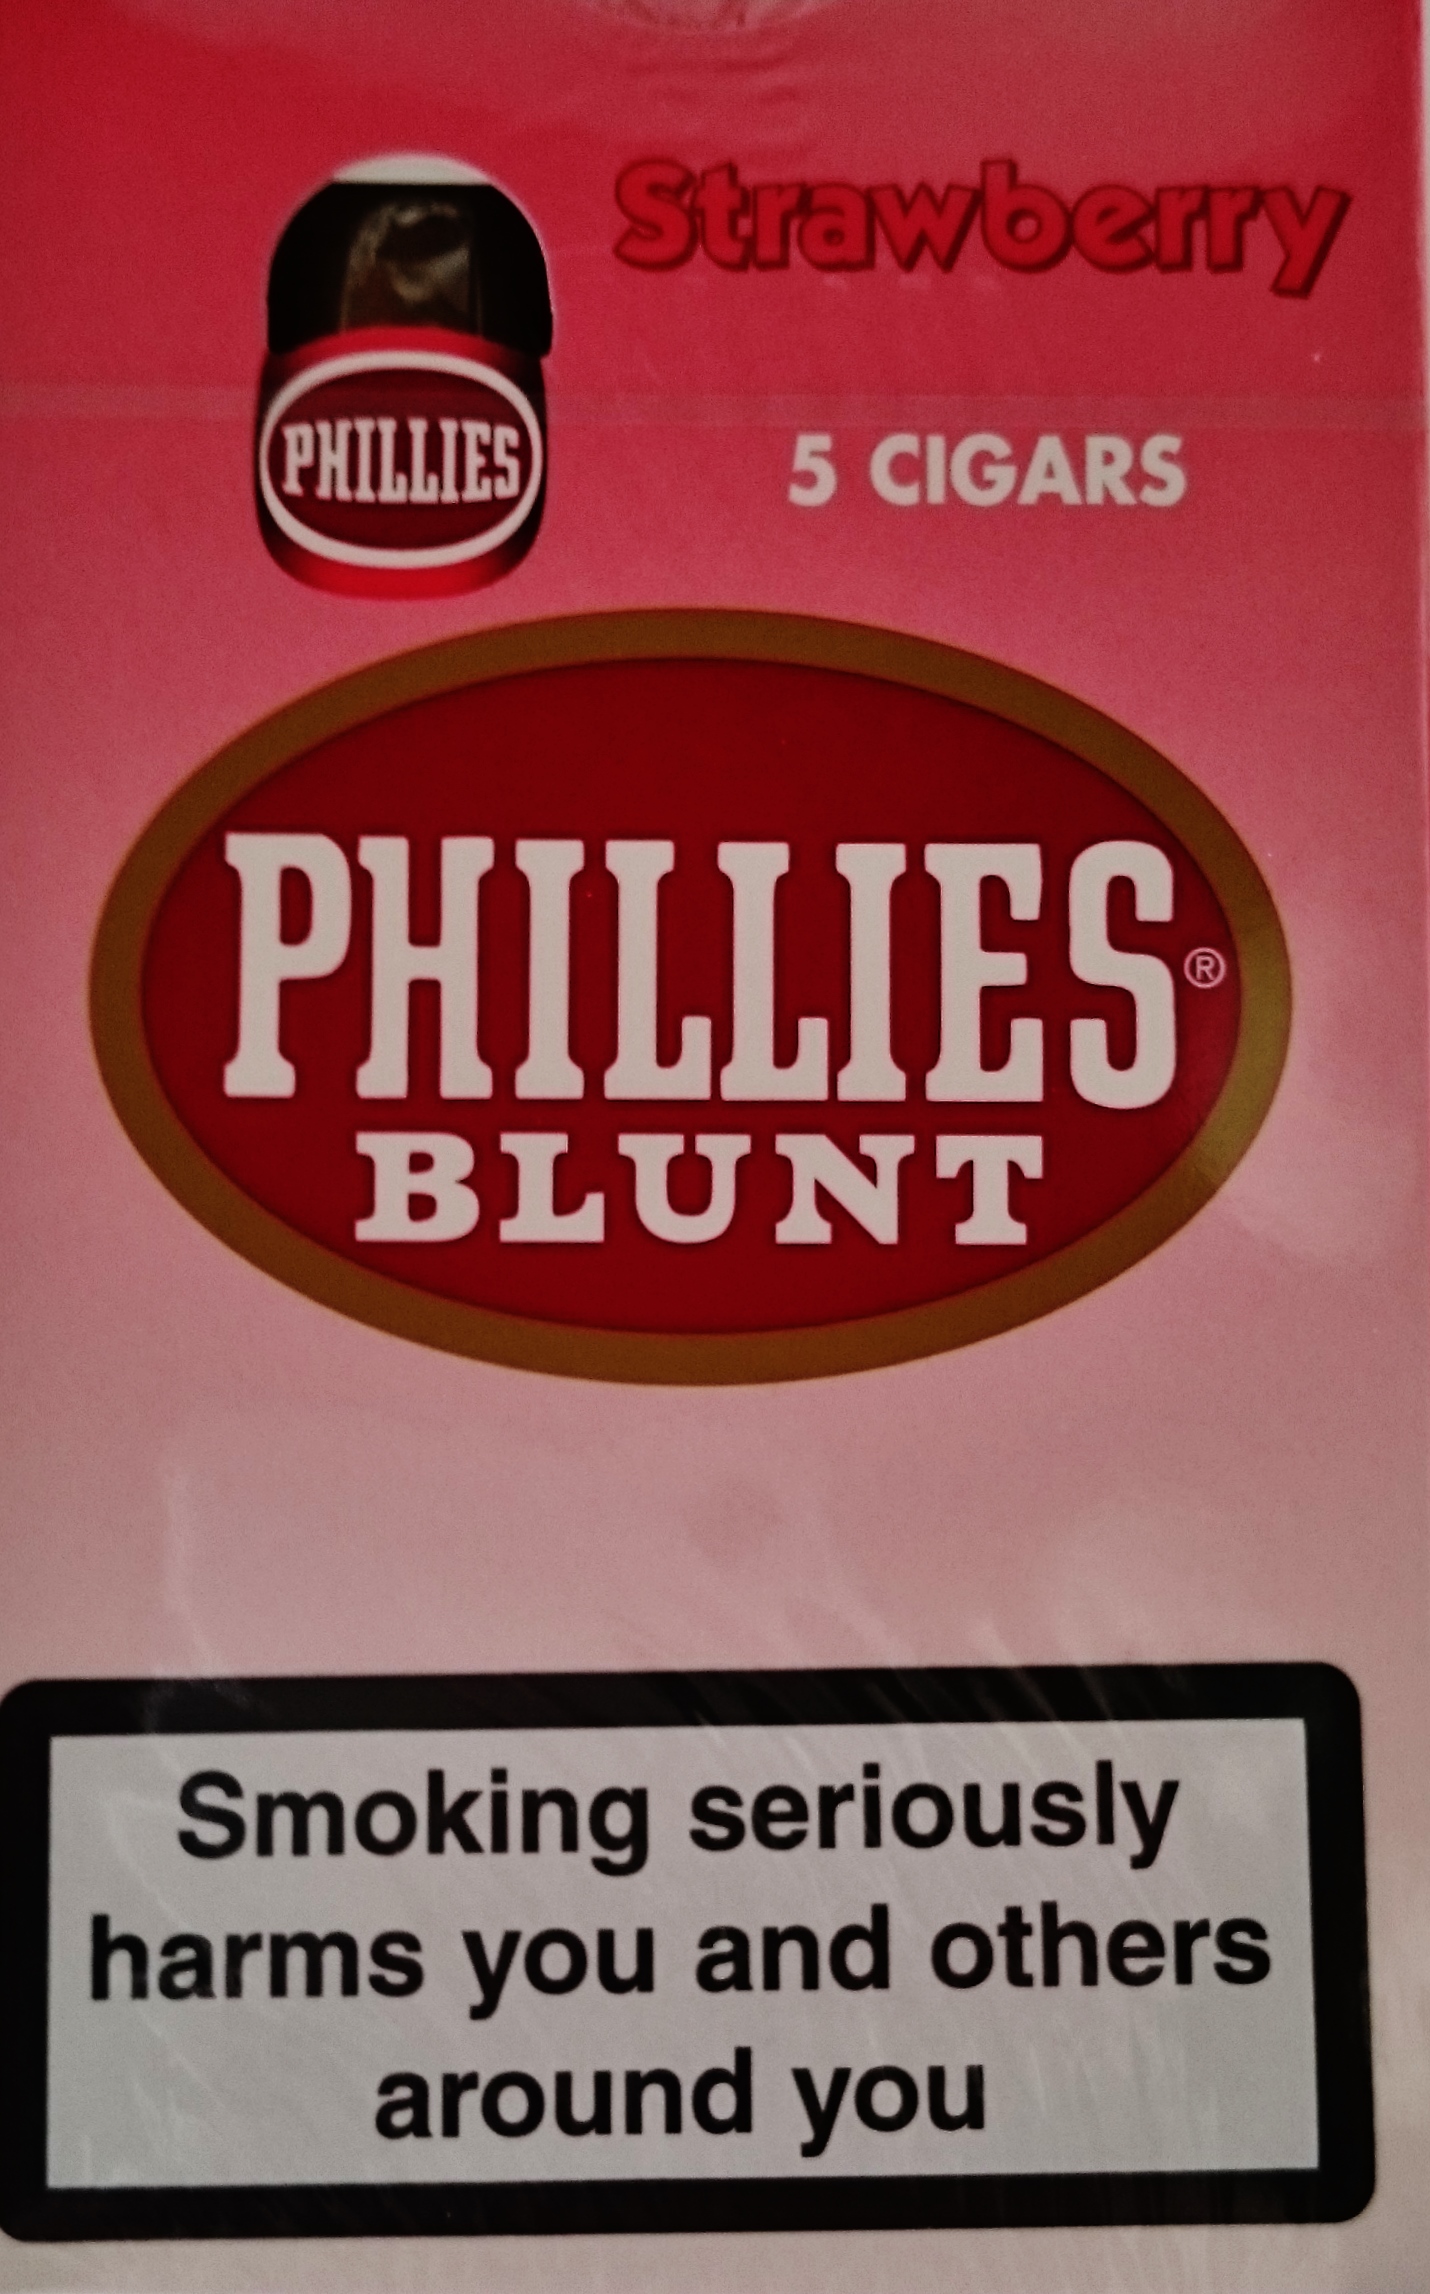 Strawberry
PHILLIES
5 CIGARS
PHILLIES®
BLUNT
Smoking seriously
harms you and others
around you